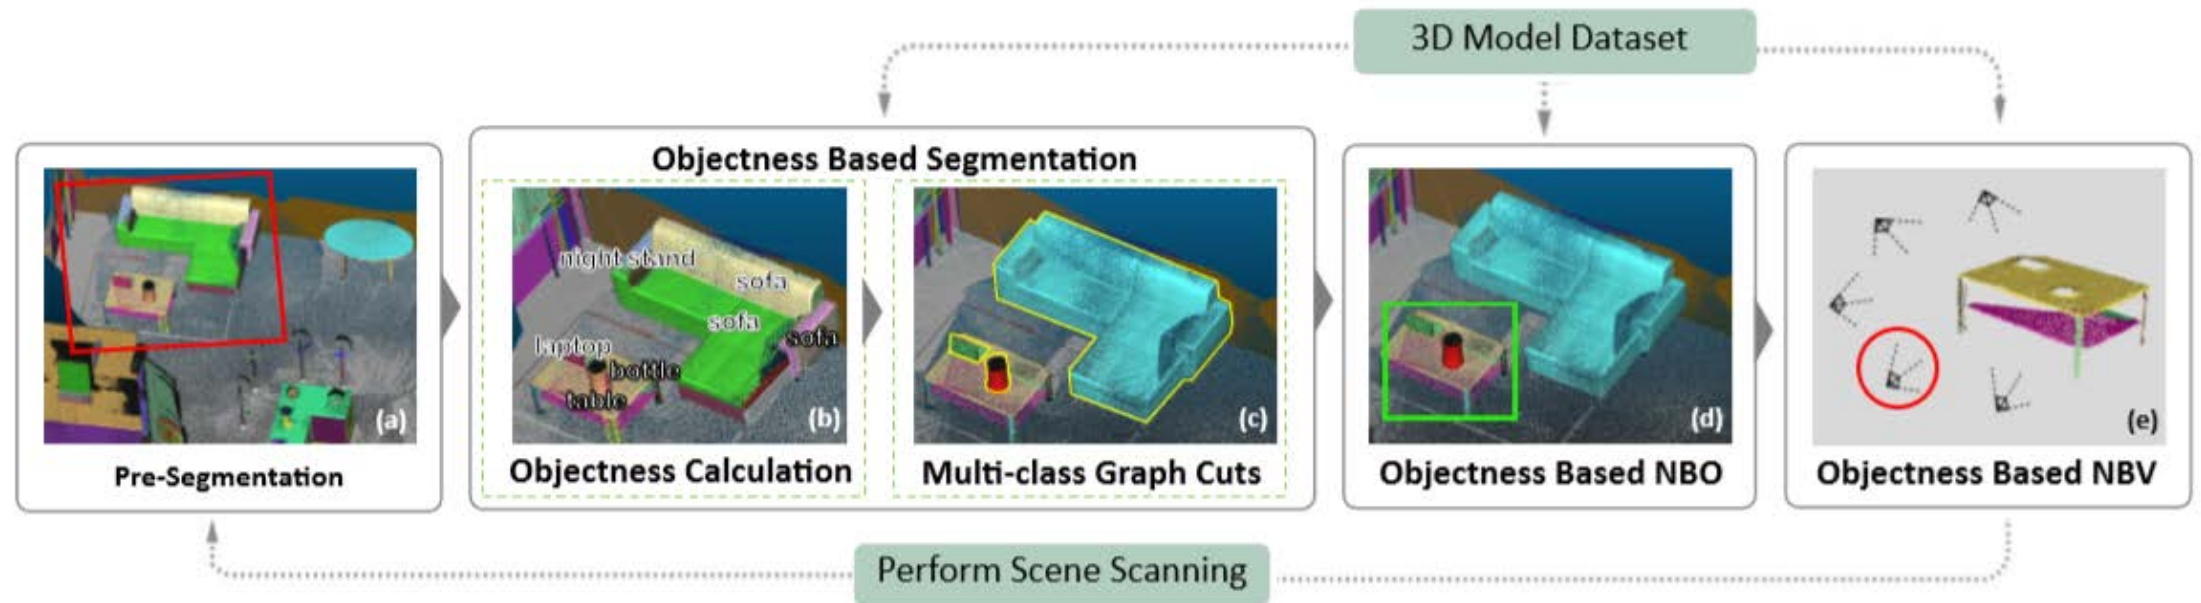 3D Model Dataset
Objectness Based Segmentation
night stand
sofa
sofa
sofa
laptop
bottle
table
(a)
(b)
(c)
(d)
(e)
Pre-Segmentation
Objectness Calculation
Multi-class Graph Cuts
Objectness Based NBO
Objectness Based NBV
Perform Scene Scanning